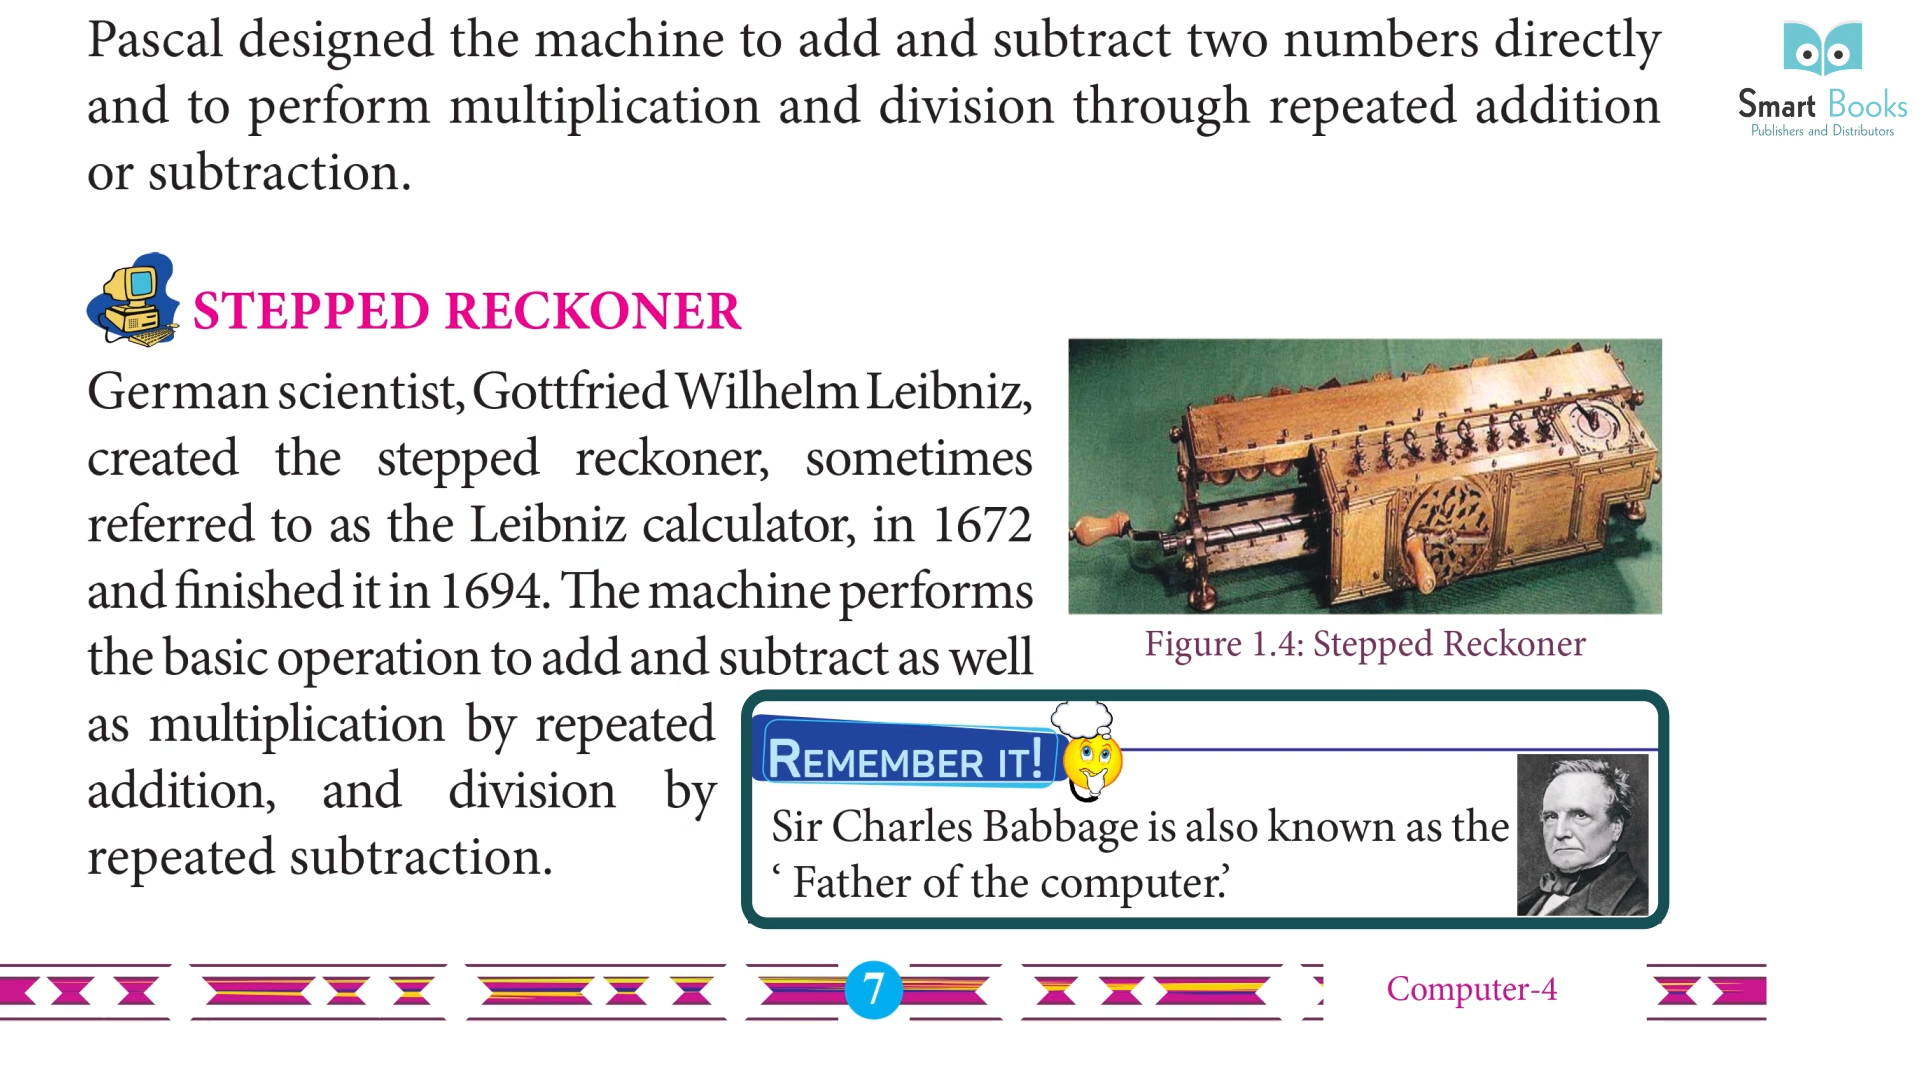 Pascal designed the machine to add and subtract two numbers directly
and to perform multiplication and division through repeated addition
or subtraction.
Smart Books
Publishers and Distributors
STEPPED RECKONER
German scientist, Gottfried Wilhelm Leibniz,
created the stepped reckoner, sometimes
referred to as the Leibniz calculator, in 1672
and finished it in 1694. The machine performs
the basic operation to add and subtract as well
as multiplication by repeated
addition, and division by
repeated subtraction.
Figure 1.4: Stepped Reckoner
REMEMBER IT!
Sir Charles Babbage is also known as the
‘ Father of the computer.’
7
Computer-4